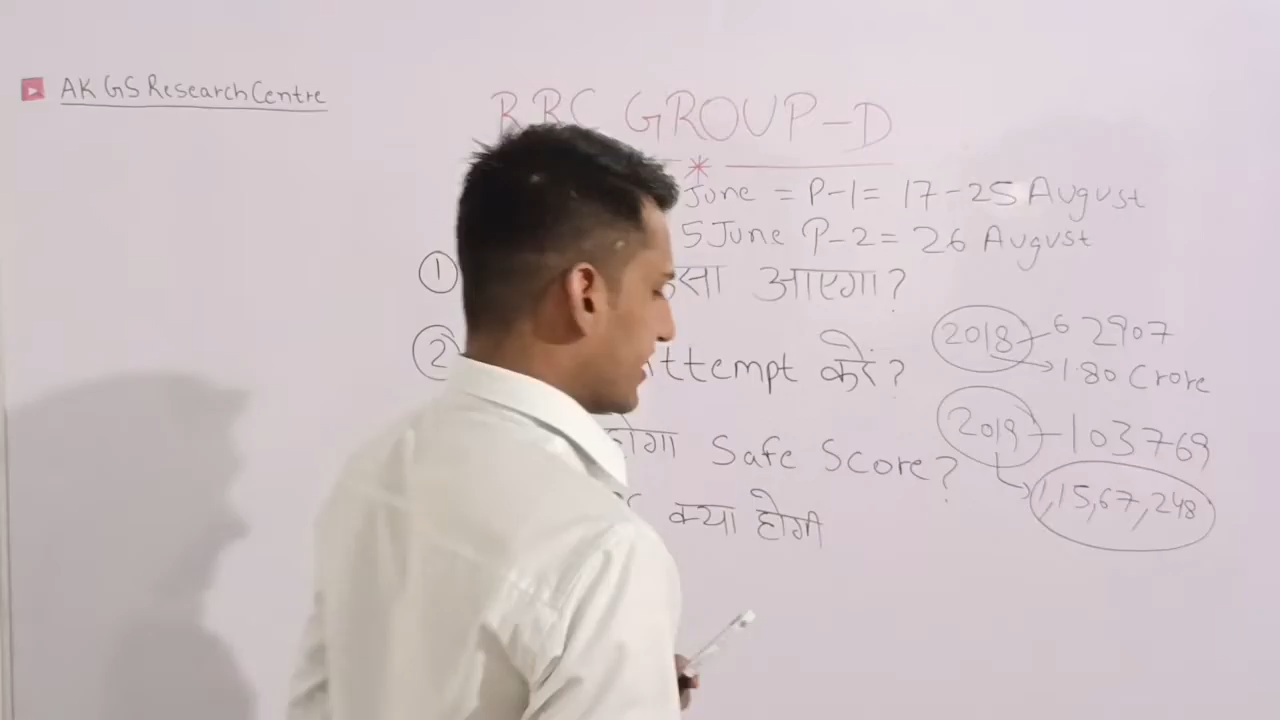 AK GS Research Centre
RRC GROUP-D
June = P-1= 17-25 August
5 June P-2 = 26 August
① आएगा?
② Attempt करें?
2018 - 62907
1.80 Crore
होगा Safe Score?
2019 - 103769
1,15,67,248
क्या होगी